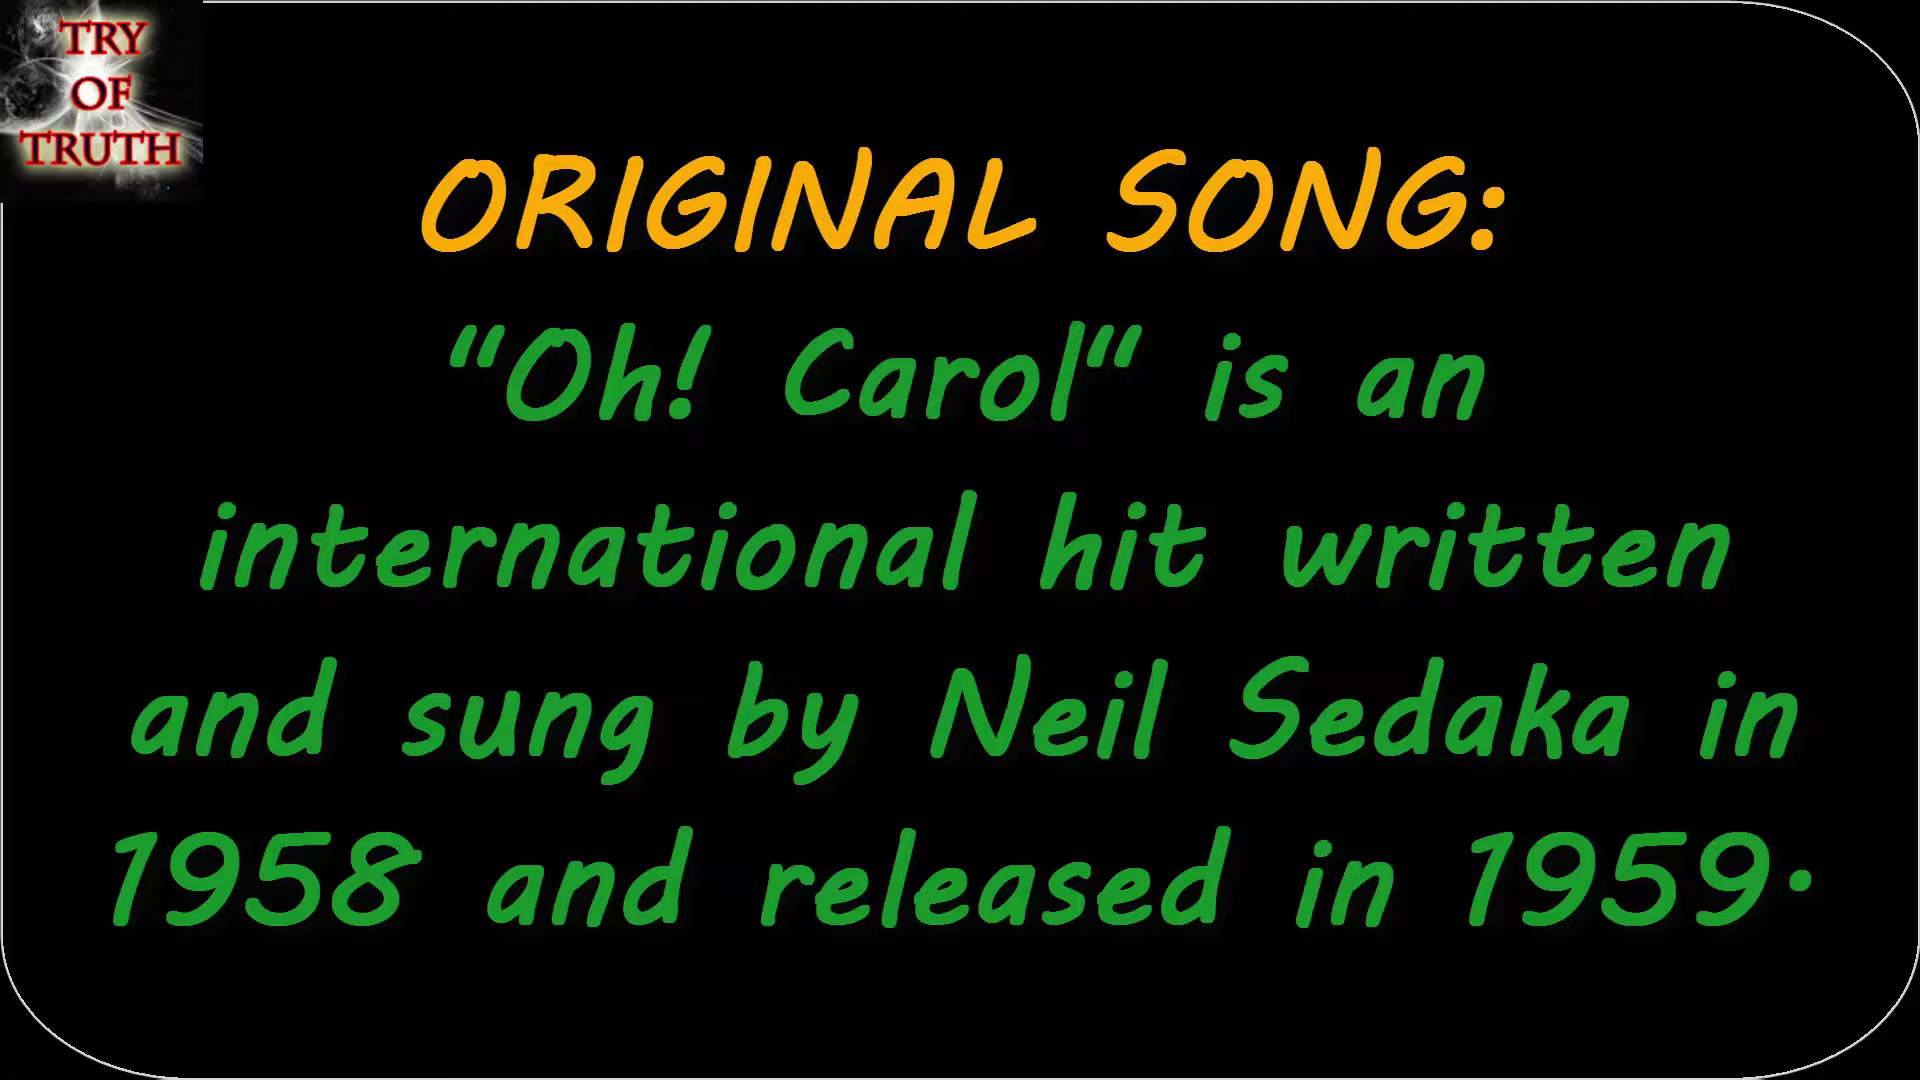 TRY
OF
TRUTH
ORIGINAL SONG:
"Oh! Carol" is an
international hit written
and sung by Neil Sedaka in
1958 and released in 1959.